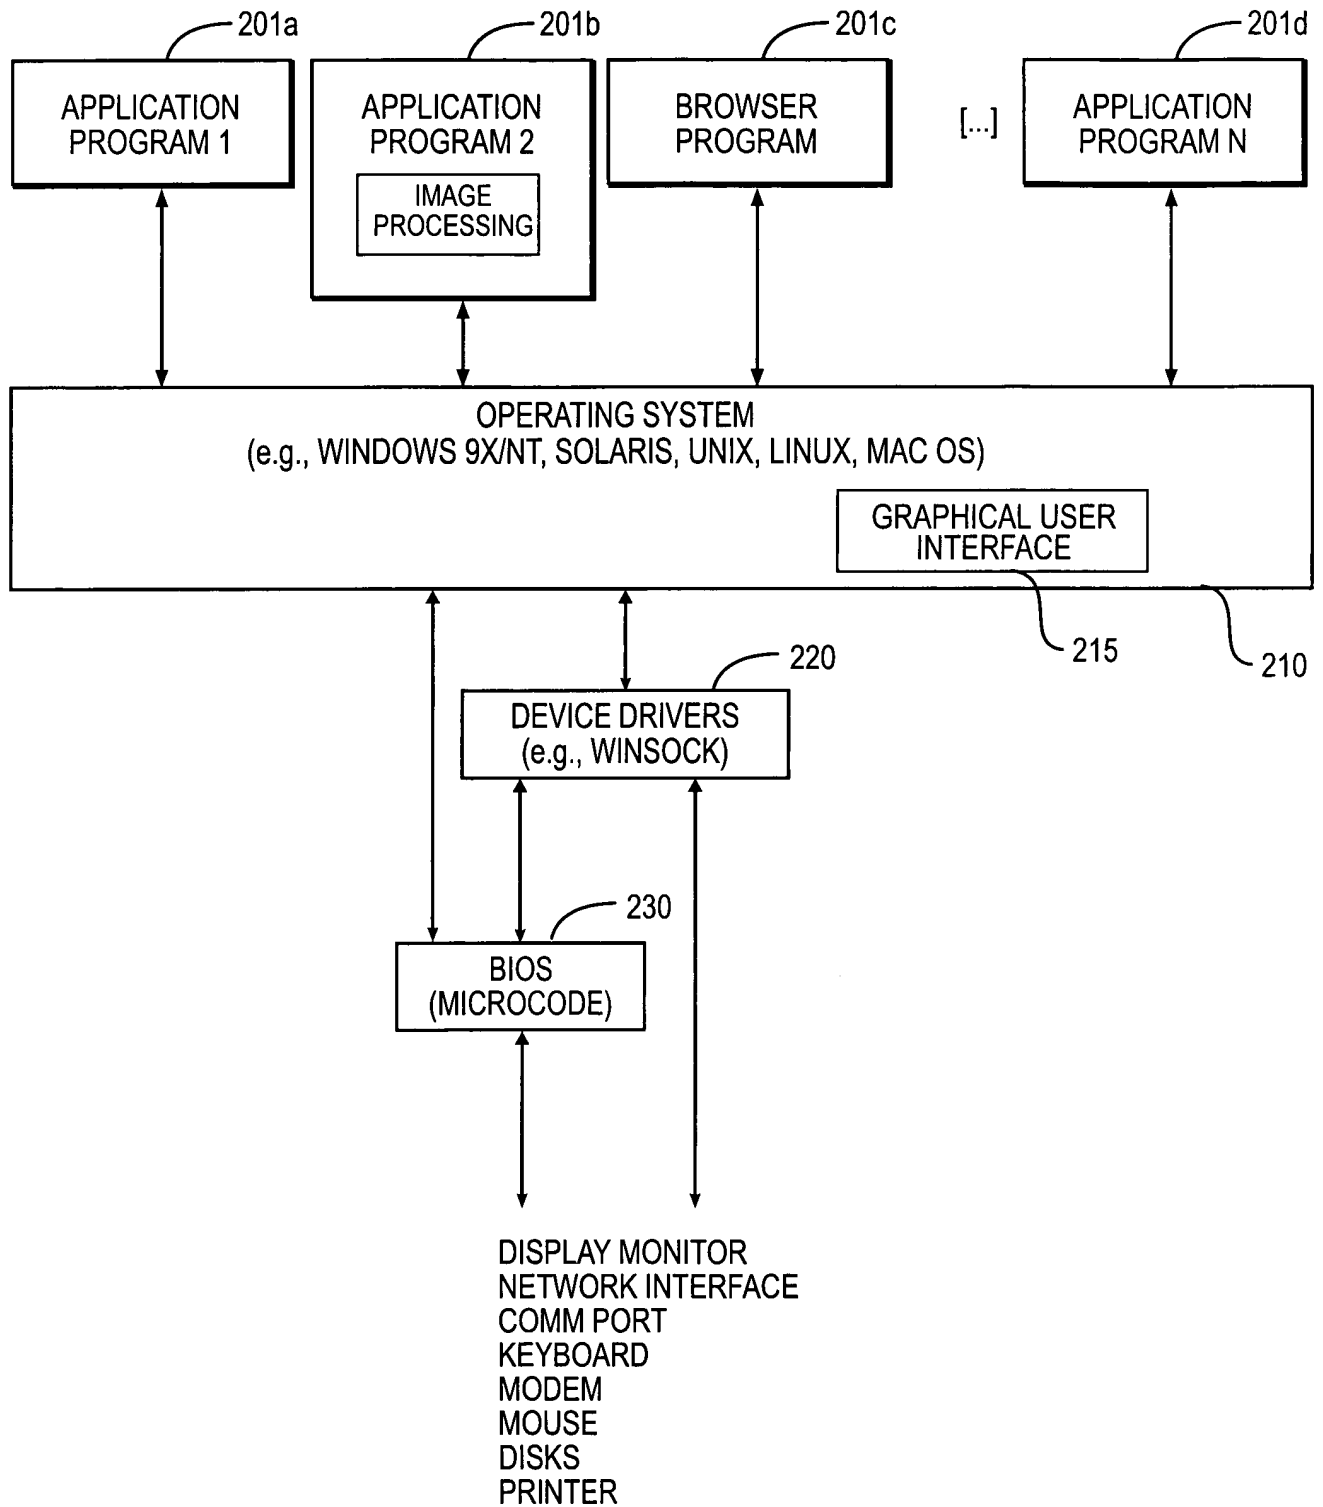 201a
201b
201c
201d
APPLICATION
PROGRAM 1
APPLICATION
PROGRAM 2
IMAGE
PROCESSING
BROWSER
PROGRAM
[...]
APPLICATION
PROGRAM N
OPERATING SYSTEM
(e.g., WINDOWS 9X/NT, SOLARIS, UNIX, LINUX, MAC OS)
GRAPHICAL USER
INTERFACE
215
210
220
DEVICE DRIVERS
(e.g., WINSOCK)
230
BIOS
(MICROCODE)
DISPLAY MONITOR
NETWORK INTERFACE
COMM PORT
KEYBOARD
MODEM
MOUSE
DISKS
PRINTER